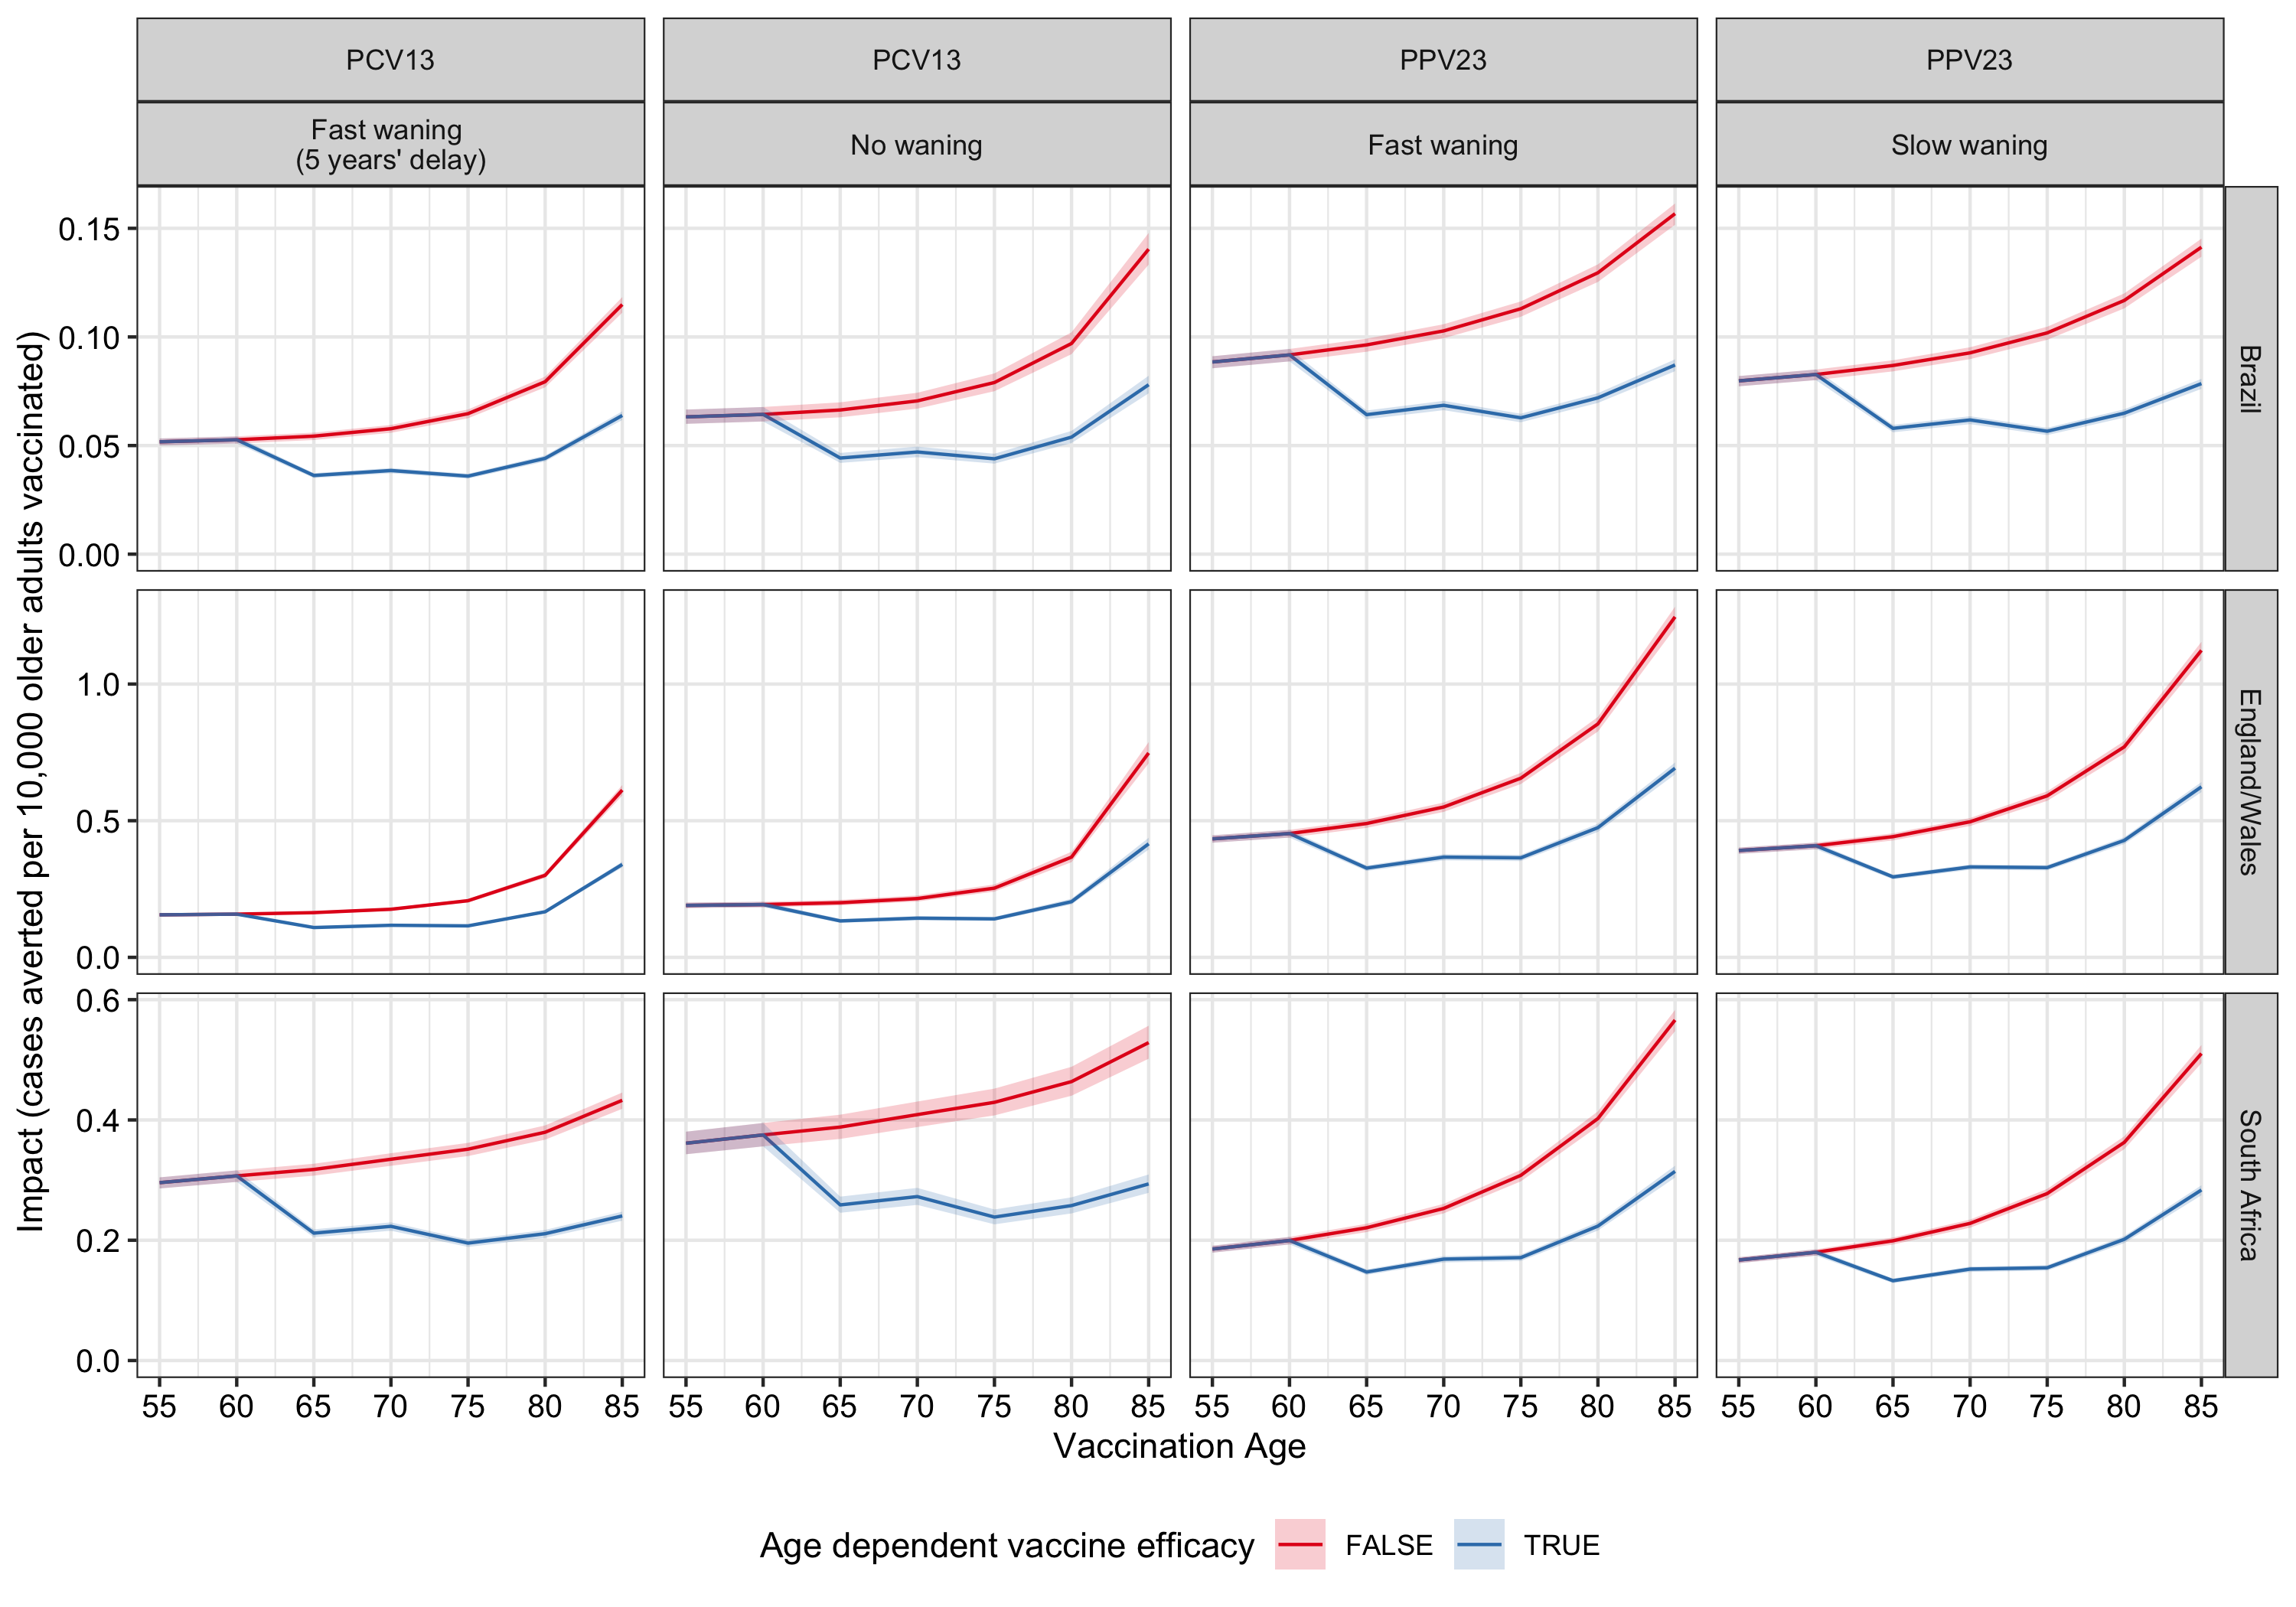 PCV13
PCV13
PPV23
PPV23
Fast waning
(5 years' delay)
No waning
Fast waning
Slow waning
Impact (cases averted per 10,000 older adults vaccinated)
0.15
0.10
0.05
0.00
Brazil
1.0
0.5
0.0
England/Wales
0.6
0.4
0.2
0.0
South Africa
55 60 65 70 75 80 85
55 60 65 70 75 80 85
55 60 65 70 75 80 85
55 60 65 70 75 80 85
Vaccination Age
Age dependent vaccine efficacy FALSE TRUE